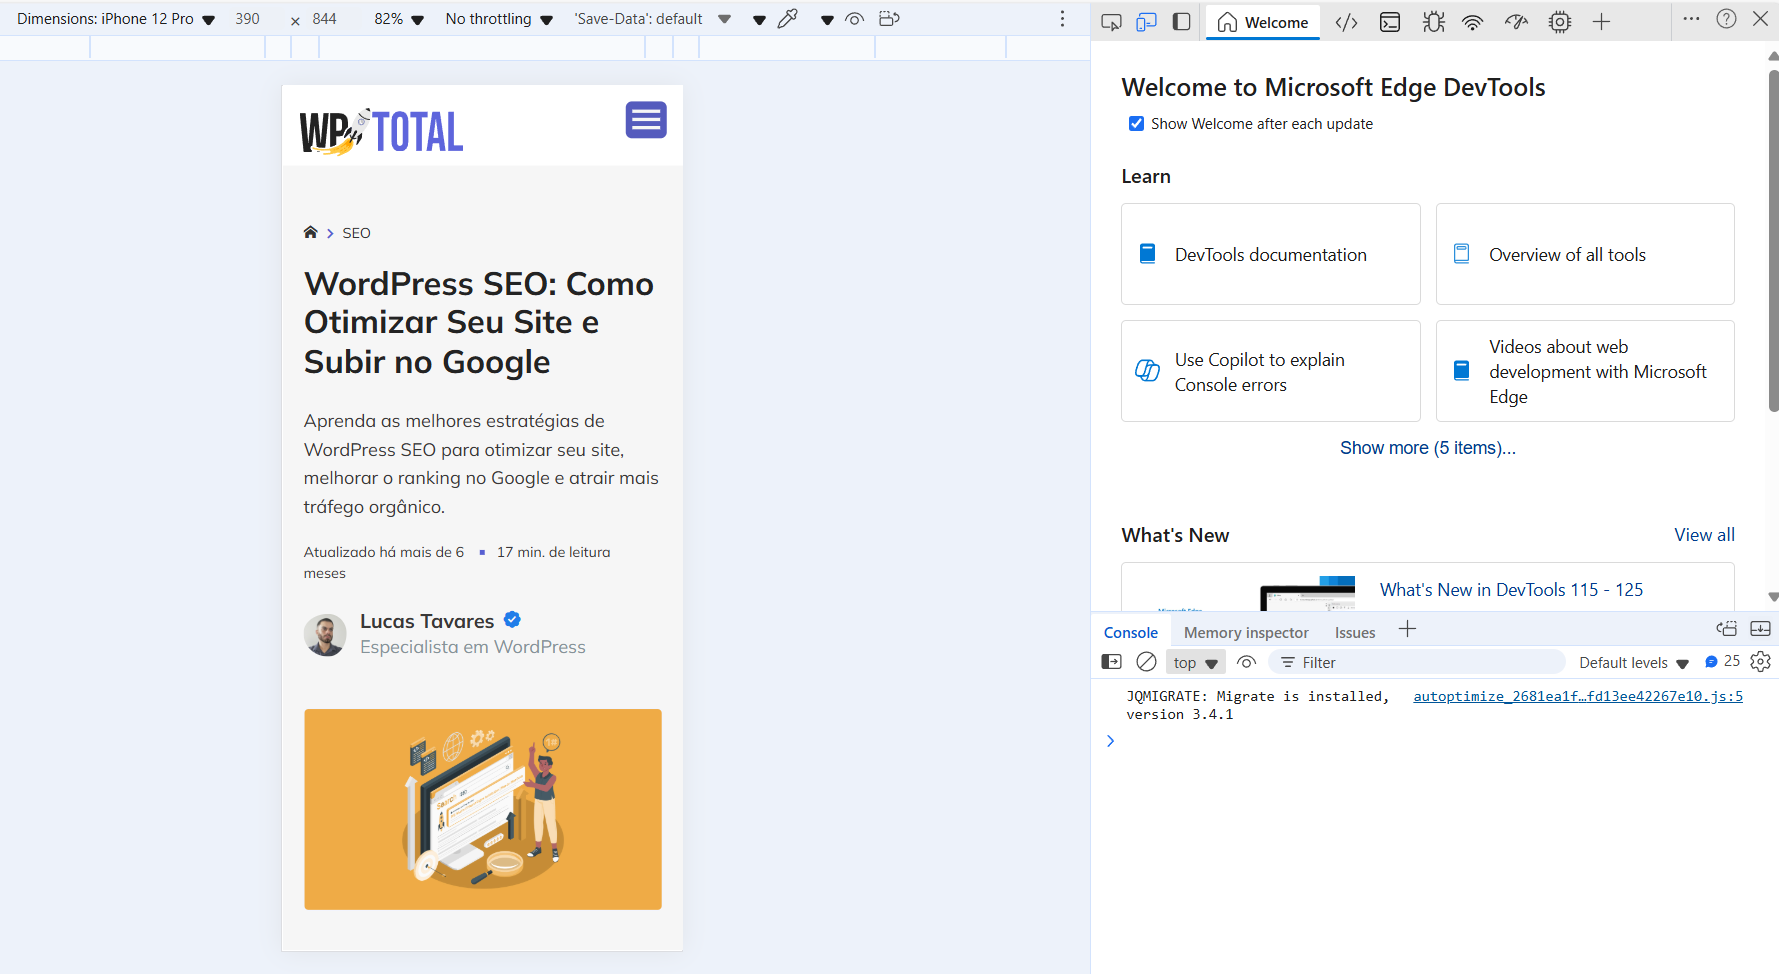 Dimensions: iPhone 12 Pro 390 × 844 82% No throttling 'Save-Data': default
WP TOTAL
SEO
WordPress SEO: Como
Otimizar Seu Site e
Subir no Google
Aprenda as melhores estratégias de
WordPress SEO para otimizar seu site,
melhorar o ranking no Google e atrair mais
tráfego orgânico.
Atualizado há mais de 6 17 min. de leitura
meses
Lucas Tavares
Especialista em WordPress
Search
Welcome
Welcome to Microsoft Edge DevTools
Show Welcome after each update
Learn
DevTools documentation
Overview of all tools
Use Copilot to explain
Console errors
Videos about web
development with Microsoft
Edge
Show more (5 items)...
What's New View all
What's New in DevTools 115 - 125
Console Memory inspector Issues
top Filter Default levels 25
JQMIGRATE: Migrate is installed, autoptimize_2681ea1f…fd13ee42267e10.js:5
version 3.4.1